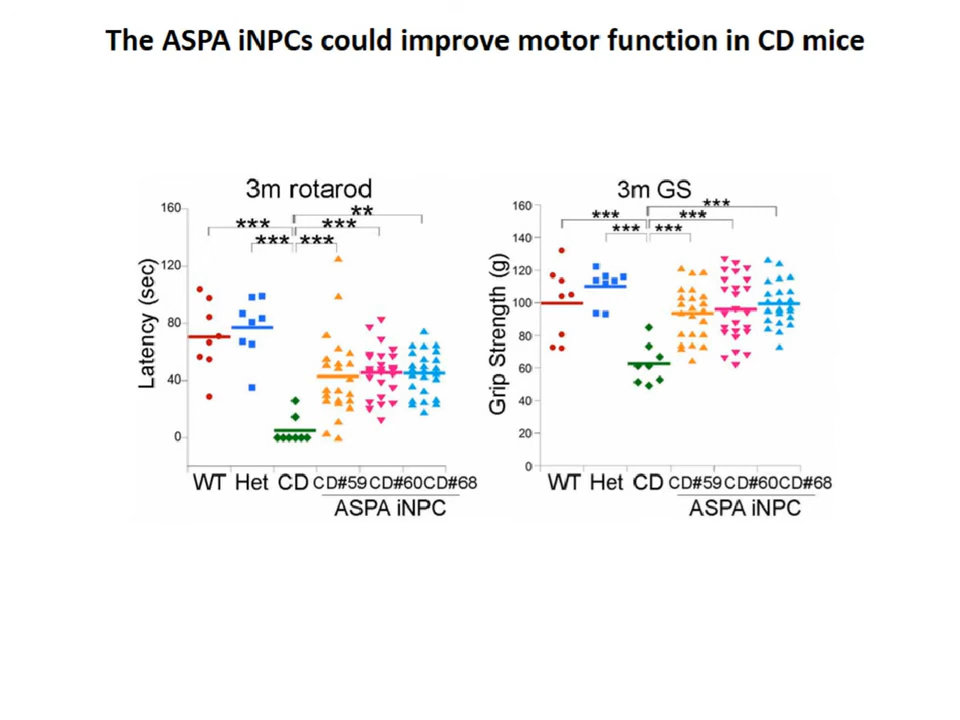 The ASPA iNPCs could improve motor function in CD mice
3m rotarod
160
120
80
40
0
Latency (sec)
***
**
***
***
***
WT Het CD CD#59 CD#60 CD#68
ASPA iNPC
3m GS
160
140
120
100
80
60
40
20
0
Grip Strength (g)
***
***
***
***
***
WT Het CD CD#59 CD#60 CD#68
ASPA iNPC